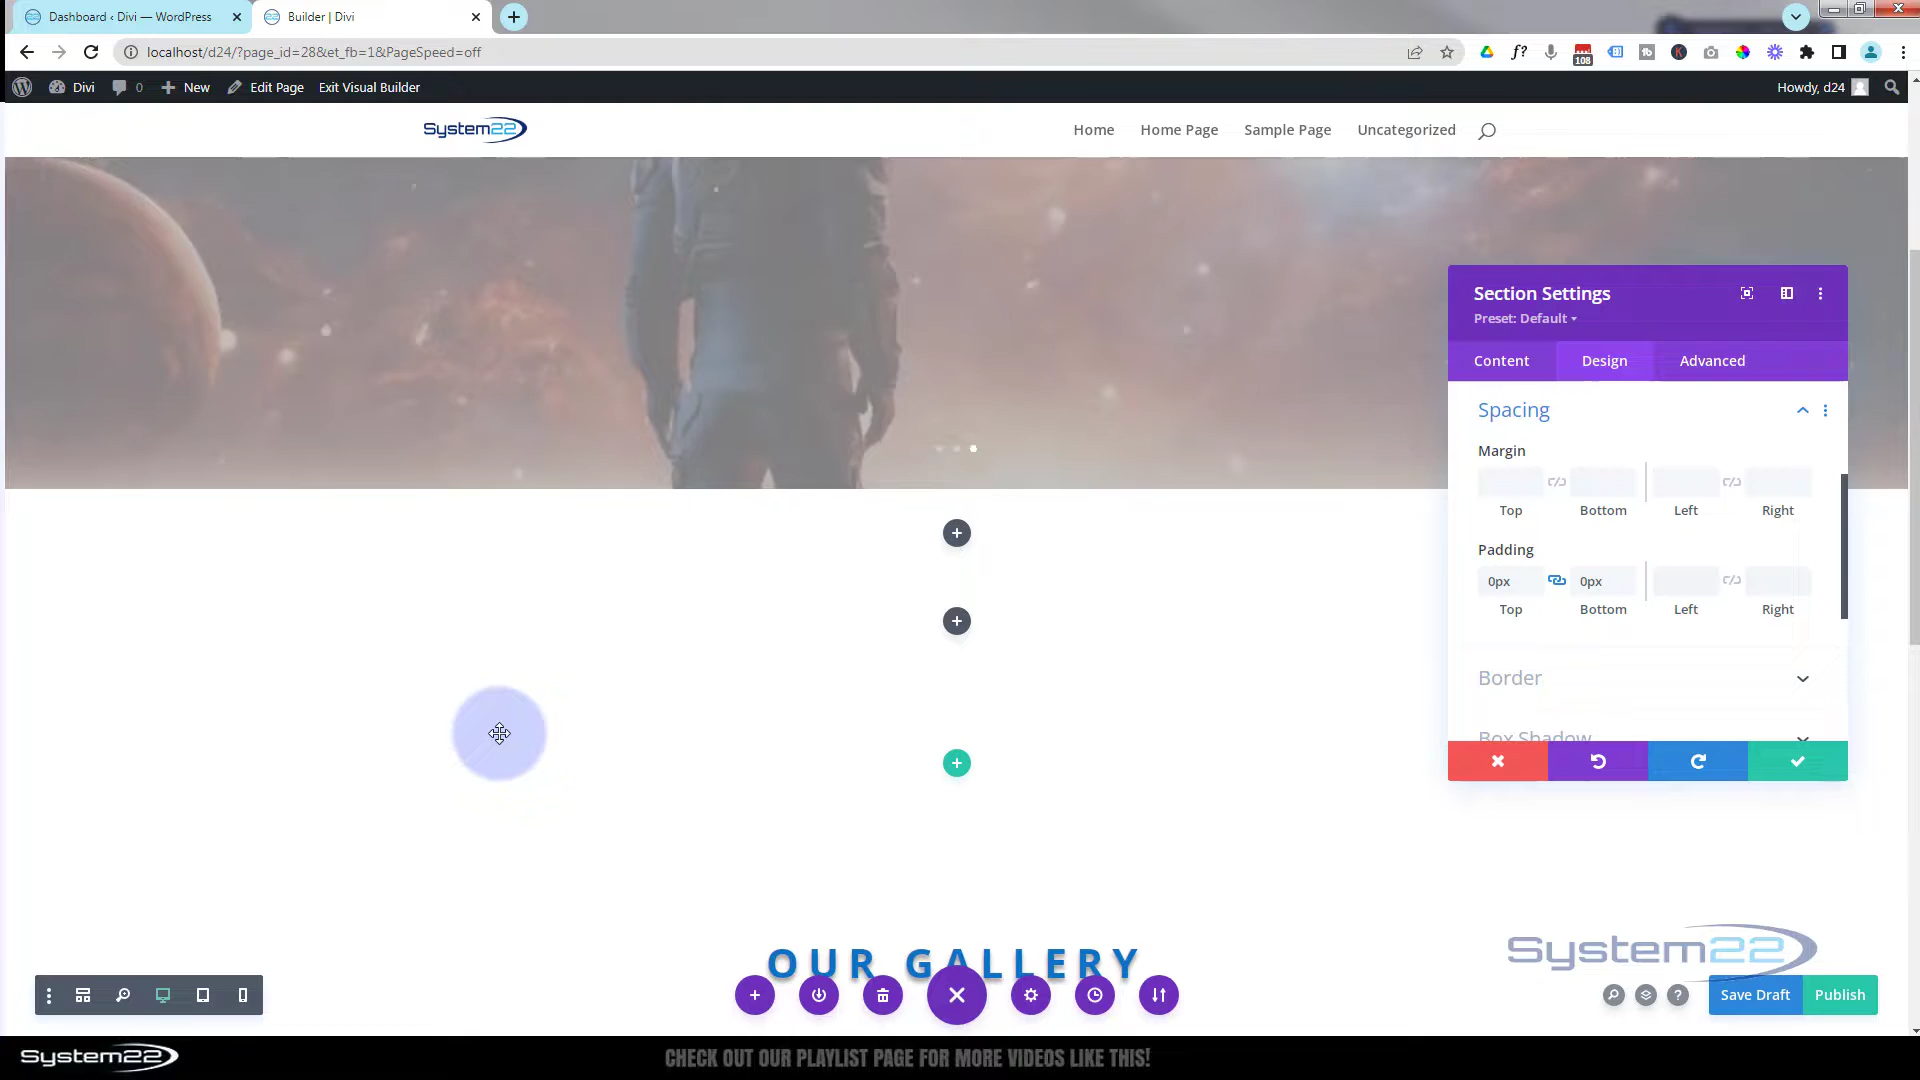 Dashboard ‹ Divi — WordPress
Builder | Divi
localhost/d24/?page_id=28&et_fb=1&PageSpeed=off
108
Divi
0
New
Edit Page
Exit Visual Builder
Howdy, d24
System22
Home
Home Page
Sample Page
Uncategorized
Section Settings
Preset: Default
Content
Design
Advanced
Spacing
Margin
Top
Bottom
Left
Right
Padding
0px
0px
Top
Bottom
Left
Right
Border
Box Shadow
OUR GALLERY
System22
Save Draft
Publish
System22
CHECK OUT OUR PLAYLIST PAGE FOR MORE VIDEOS LIKE THIS!